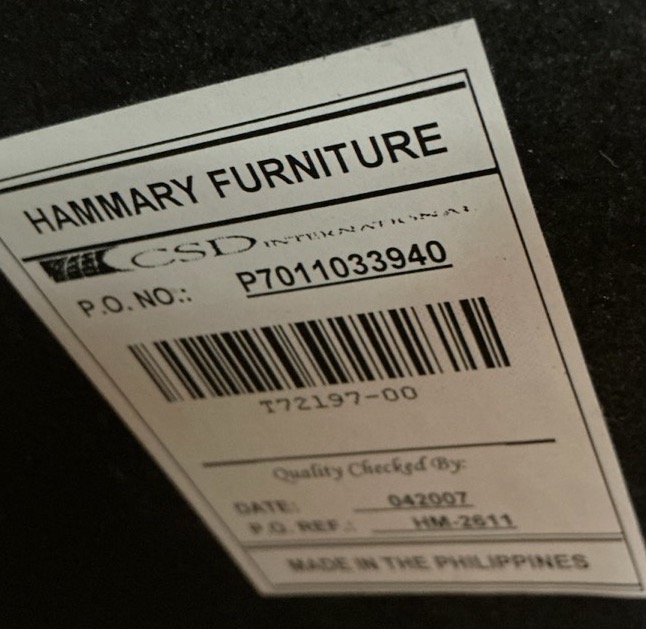 HAMMARY FURNITURE
CSD INTERNATIONAL
P.O. NO.: P7011033940
T72197-00
Quality Checked By:
DATE: 042007
P.O. REF.: HM-2611
MADE IN THE PHILIPPINES